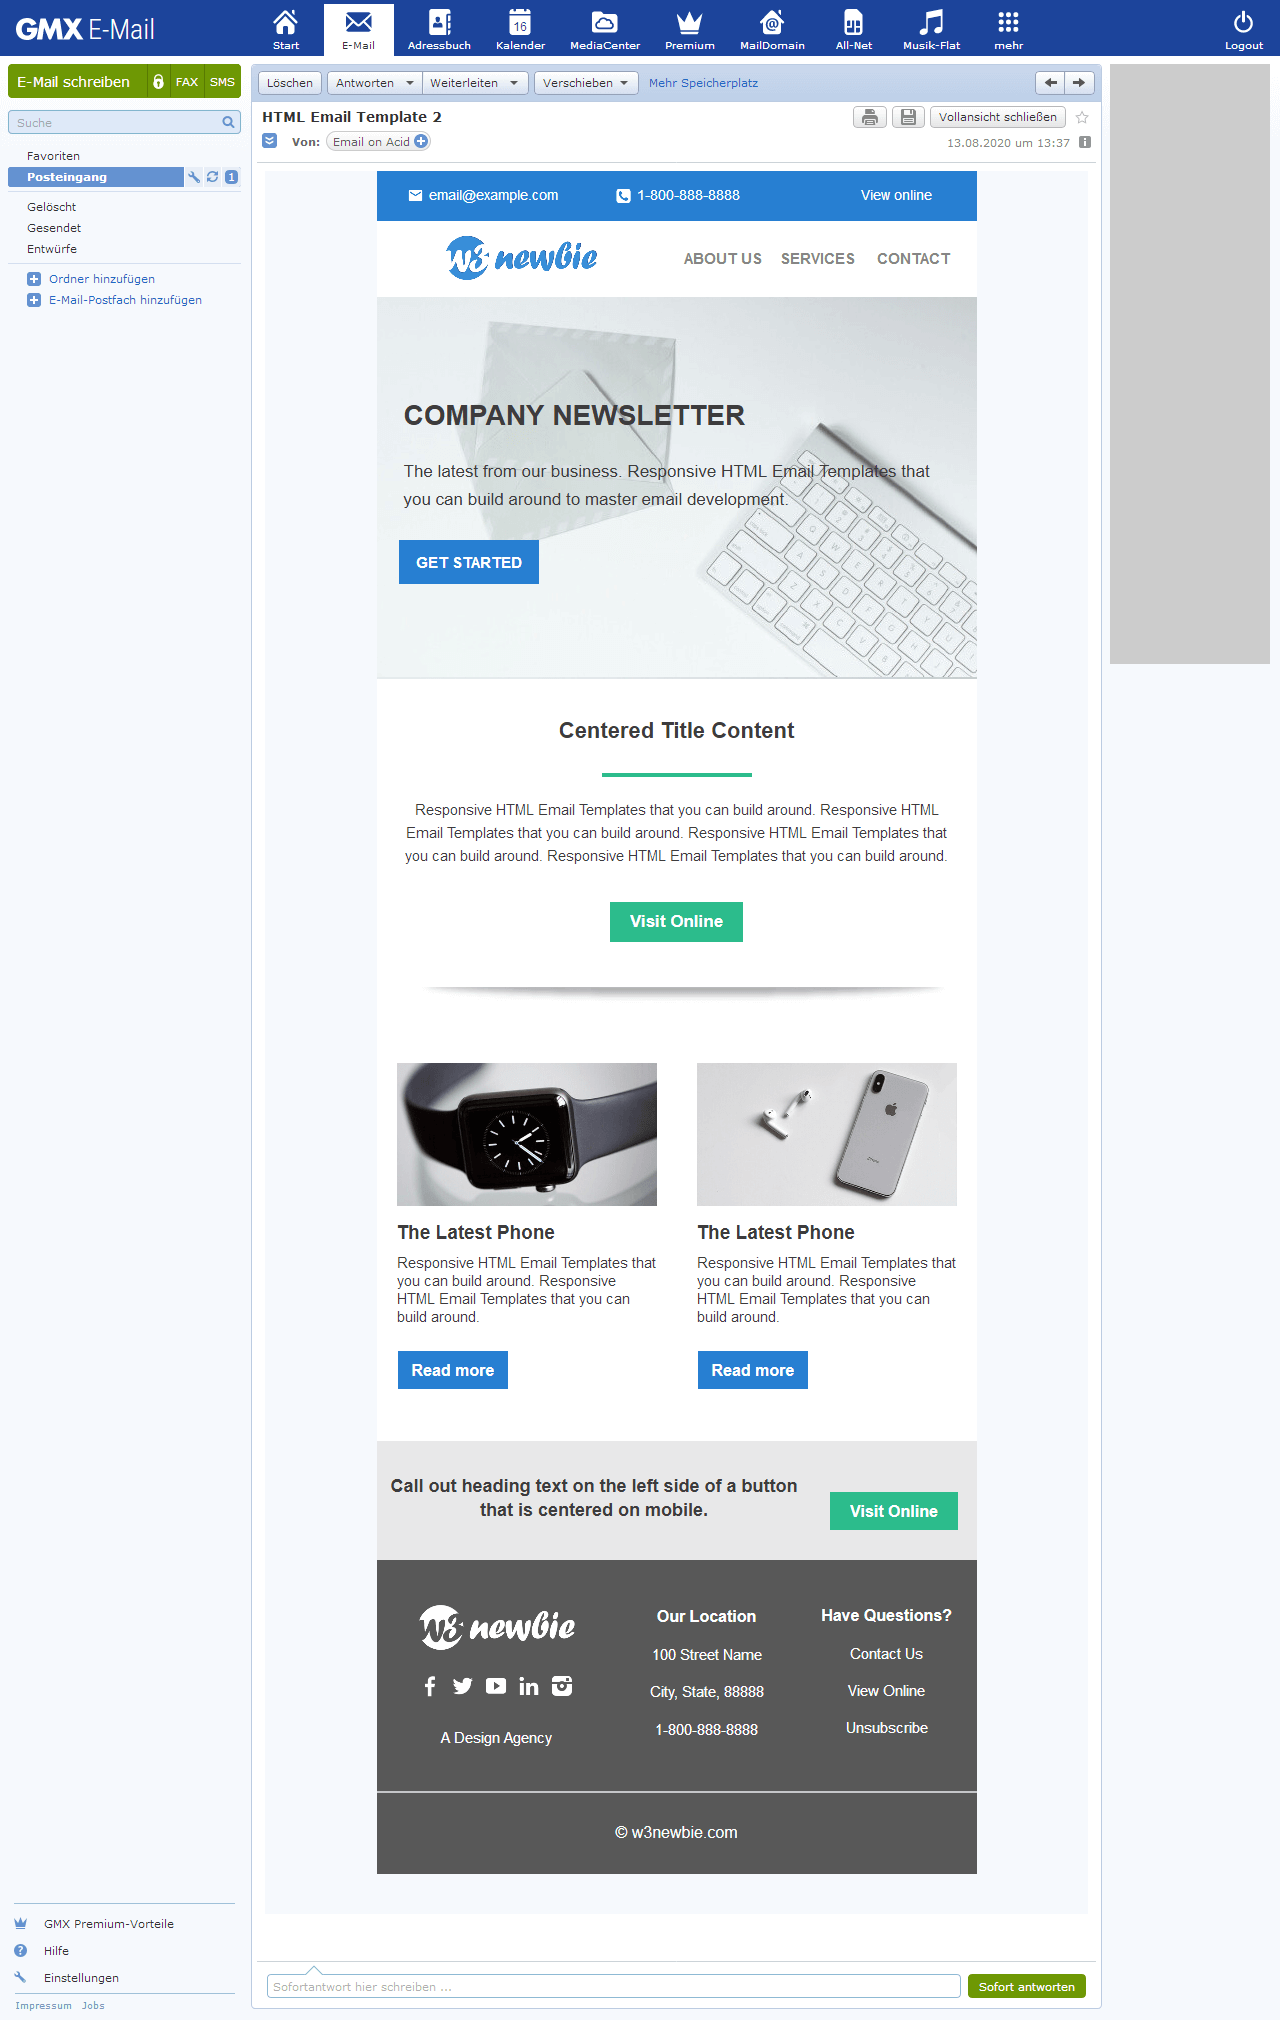 GMX E-Mail
Start
E-Mail
Adressbuch
16
Kalender
MediaCenter
Premium
MailDomain
All-Net
Musik-Flat
mehr
Logout
E-Mail schreiben FAX SMS
Suche
Favoriten
Posteingang 1
Gelöscht
Gesendet
Entwürfe
Ordner hinzufügen
E-Mail-Postfach hinzufügen
Löschen Antworten Weiterleiten Verschieben Mehr Speicherplatz
HTML Email Template 2
Vollansicht schließen
Von: Email on Acid
13.08.2020 um 13:37
email@example.com 1-800-888-8888 View online
w3 newbie
ABOUT US SERVICES CONTACT
COMPANY NEWSLETTER
The latest from our business. Responsive HTML Email Templates that
you can build around to master email development.
GET STARTED
Centered Title Content
Responsive HTML Email Templates that you can build around. Responsive HTML
Email Templates that you can build around. Responsive HTML Email Templates that
you can build around. Responsive HTML Email Templates that you can build around.
Visit Online
The Latest Phone
Responsive HTML Email Templates that
you can build around. Responsive
HTML Email Templates that you can
build around.
Read more
The Latest Phone
Responsive HTML Email Templates that
you can build around. Responsive
HTML Email Templates that you can
build around.
Read more
Call out heading text on the left side of a button
that is centered on mobile.
Visit Online
w3 newbie
A Design Agency
Our Location
100 Street Name
City, State, 88888
1-800-888-8888
Have Questions?
Contact Us
View Online
Unsubscribe
© w3newbie.com
GMX Premium-Vorteile
Hilfe
Einstellungen
Impressum Jobs
Sofortantwort hier schreiben ...
Sofort antworten